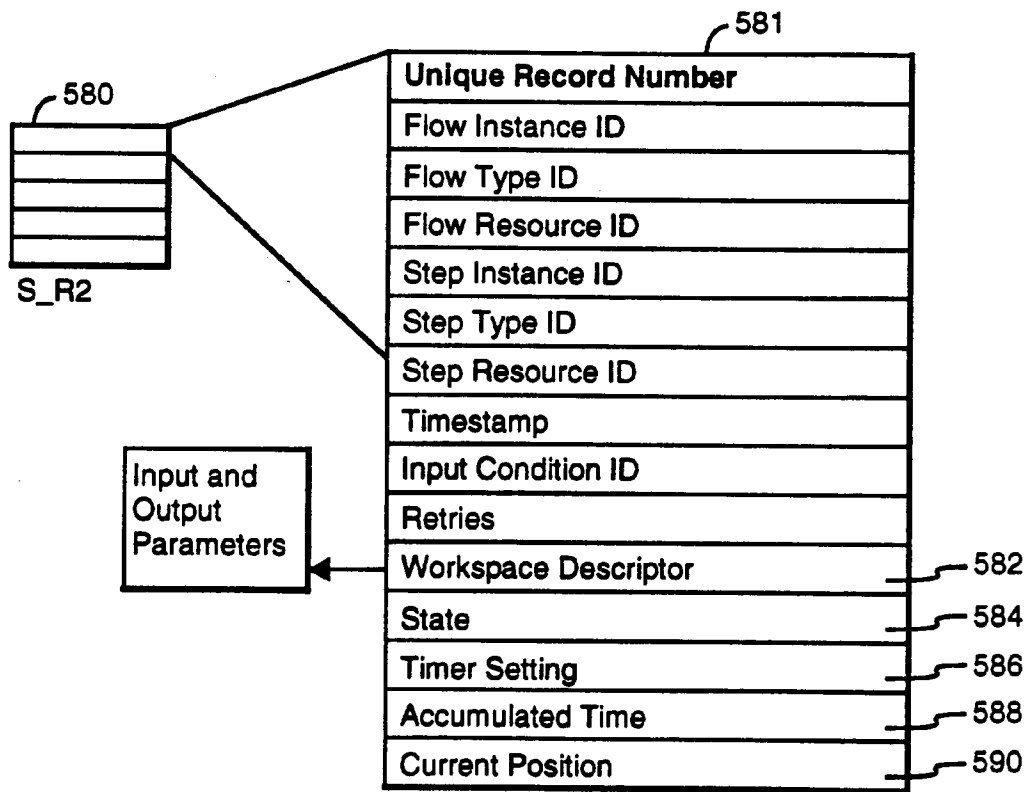 581
580
S_R2
Unique Record Number
Flow Instance ID
Flow Type ID
Flow Resource ID
Step Instance ID
Step Type ID
Step Resource ID
Timestamp
Input Condition ID
Retries
Workspace Descriptor
582
State
584
Timer Setting
586
Accumulated Time
588
Current Position
590
Input and
Output
Parameters